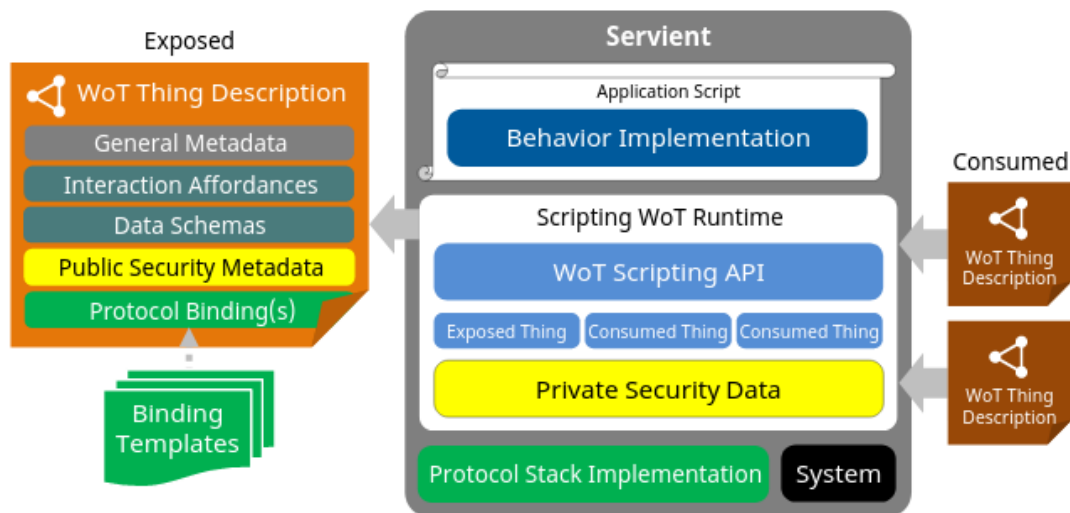 Exposed
WoT Thing Description
General Metadata
Interaction Affordances
Data Schemas
Public Security Metadata
Protocol Binding(s)
Binding
Templates
Servient
Application Script
Behavior Implementation
Scripting WoT Runtime
WoT Scripting API
Exposed Thing
Consumed Thing
Consumed Thing
Private Security Data
Protocol Stack Implementation
System
Consumed
WoT Thing
Description
WoT Thing
Description